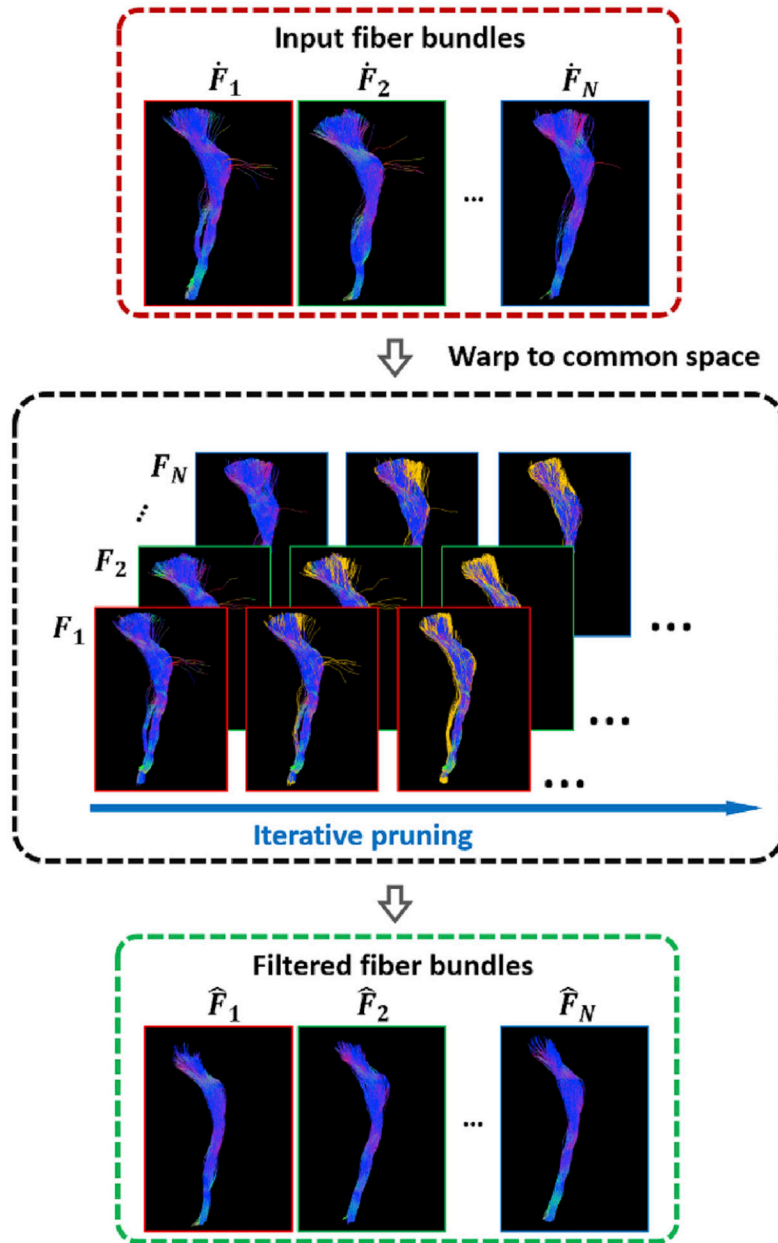 Input fiber bundles
Ḟ₁ Ḟ₂ Ḟ_N
...
Warp to common space
F_N
...
F₂
F₁
...
...
...
Iterative pruning
Filtered fiber bundles
F̂₁ F̂₂ F̂_N
...